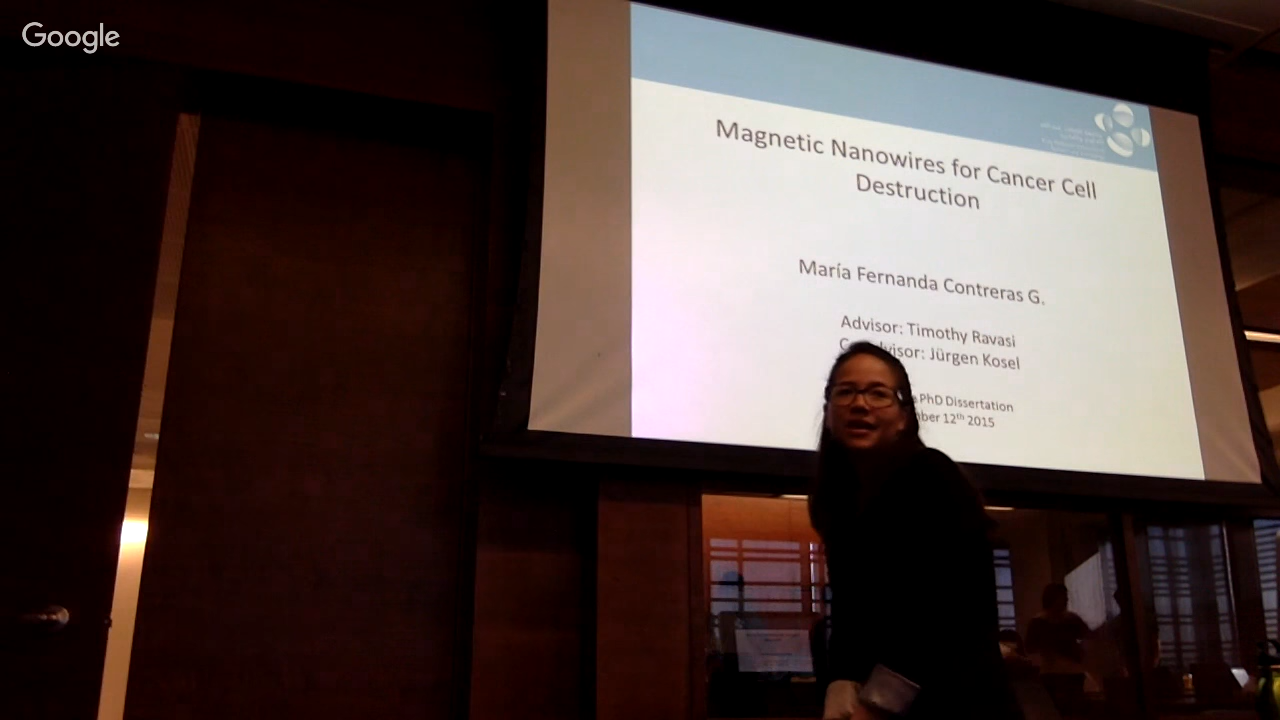 Google
Magnetic Nanowires for Cancer Cell
Destruction
María Fernanda Contreras G.
Advisor: Timothy Ravasi
visor: Jürgen Kosel
PhD Dissertation
ber 12th 2015